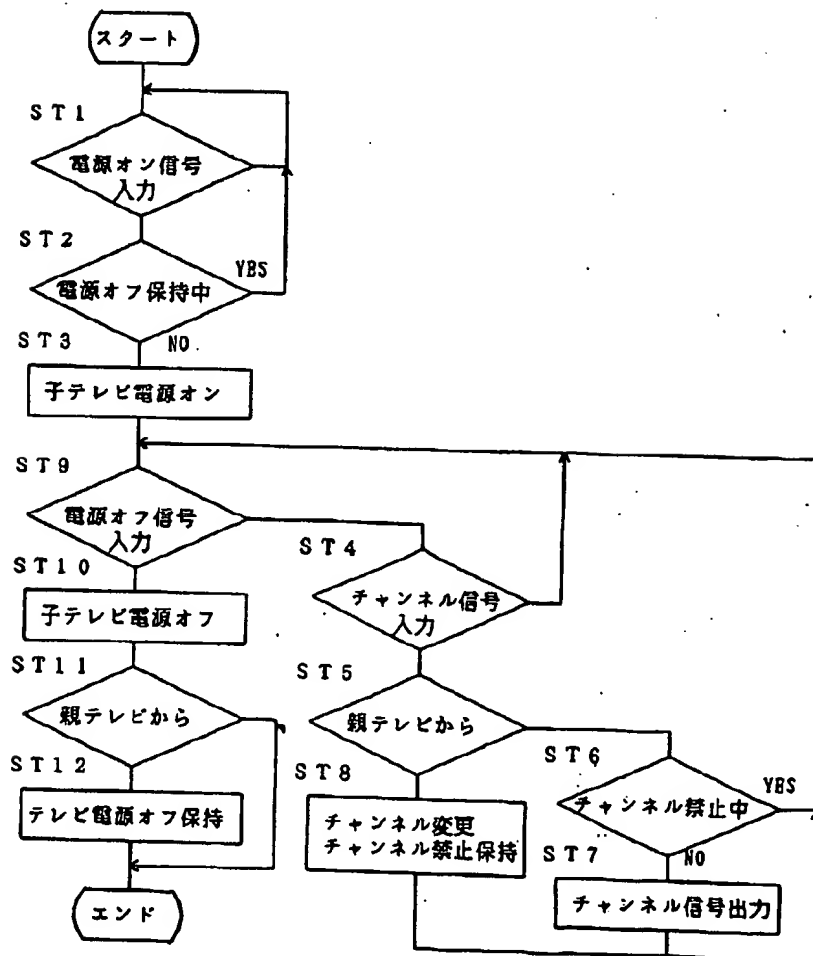 スタート
ST1
電源オン信号
入力
ST2
YBS
電源オフ保持中
ST3
NO
子テレビ電源オン
ST9
電源オフ信号
入力
ST4
ST10
チャンネル信号
入力
子テレビ電源オフ
ST11
ST5
親テレビから
親テレビから
ST12
ST8
ST6
YBS
テレビ電源オフ保持
チャンネル変更
チャンネル禁止保持
チャンネル禁止中
ST7
NO
エンド
チャンネル信号出力